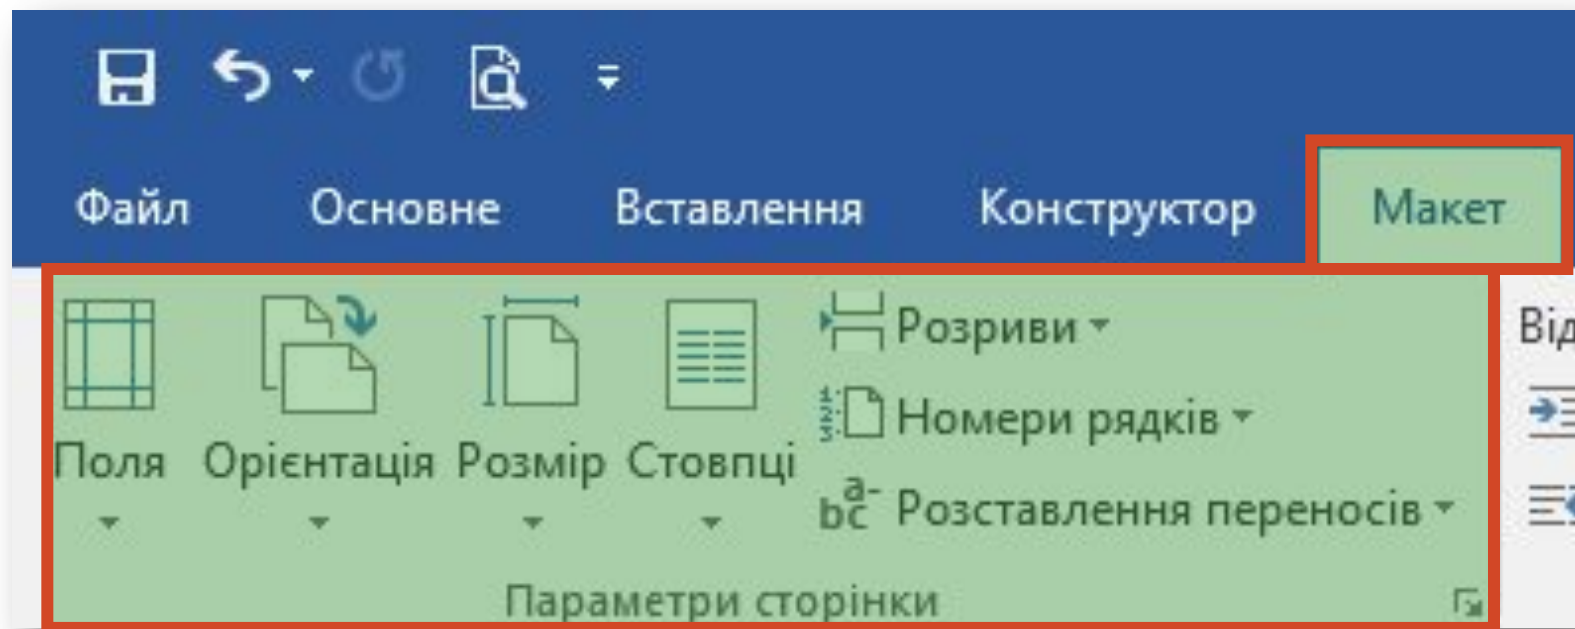 Файл Основне Вставлення Конструктор Макет
Поля Орієнтація Розмір Стовпці
Розриви
Номери рядків
Розставлення переносів
Параметри сторінки